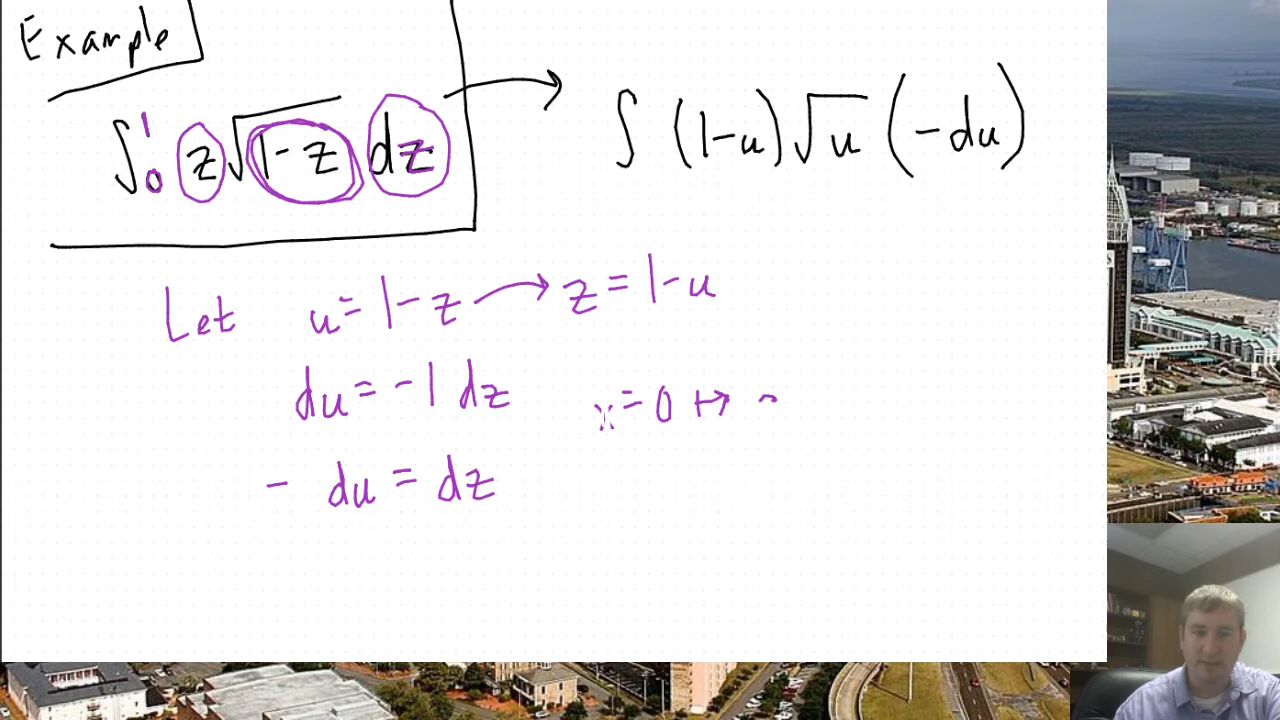 Example
∫₀¹ z√(1-z) dz → ∫ (1-u)√u (-du)
Let u = 1-z → z = 1-u
du = -1 dz
x = 0 ↦
- du = dz